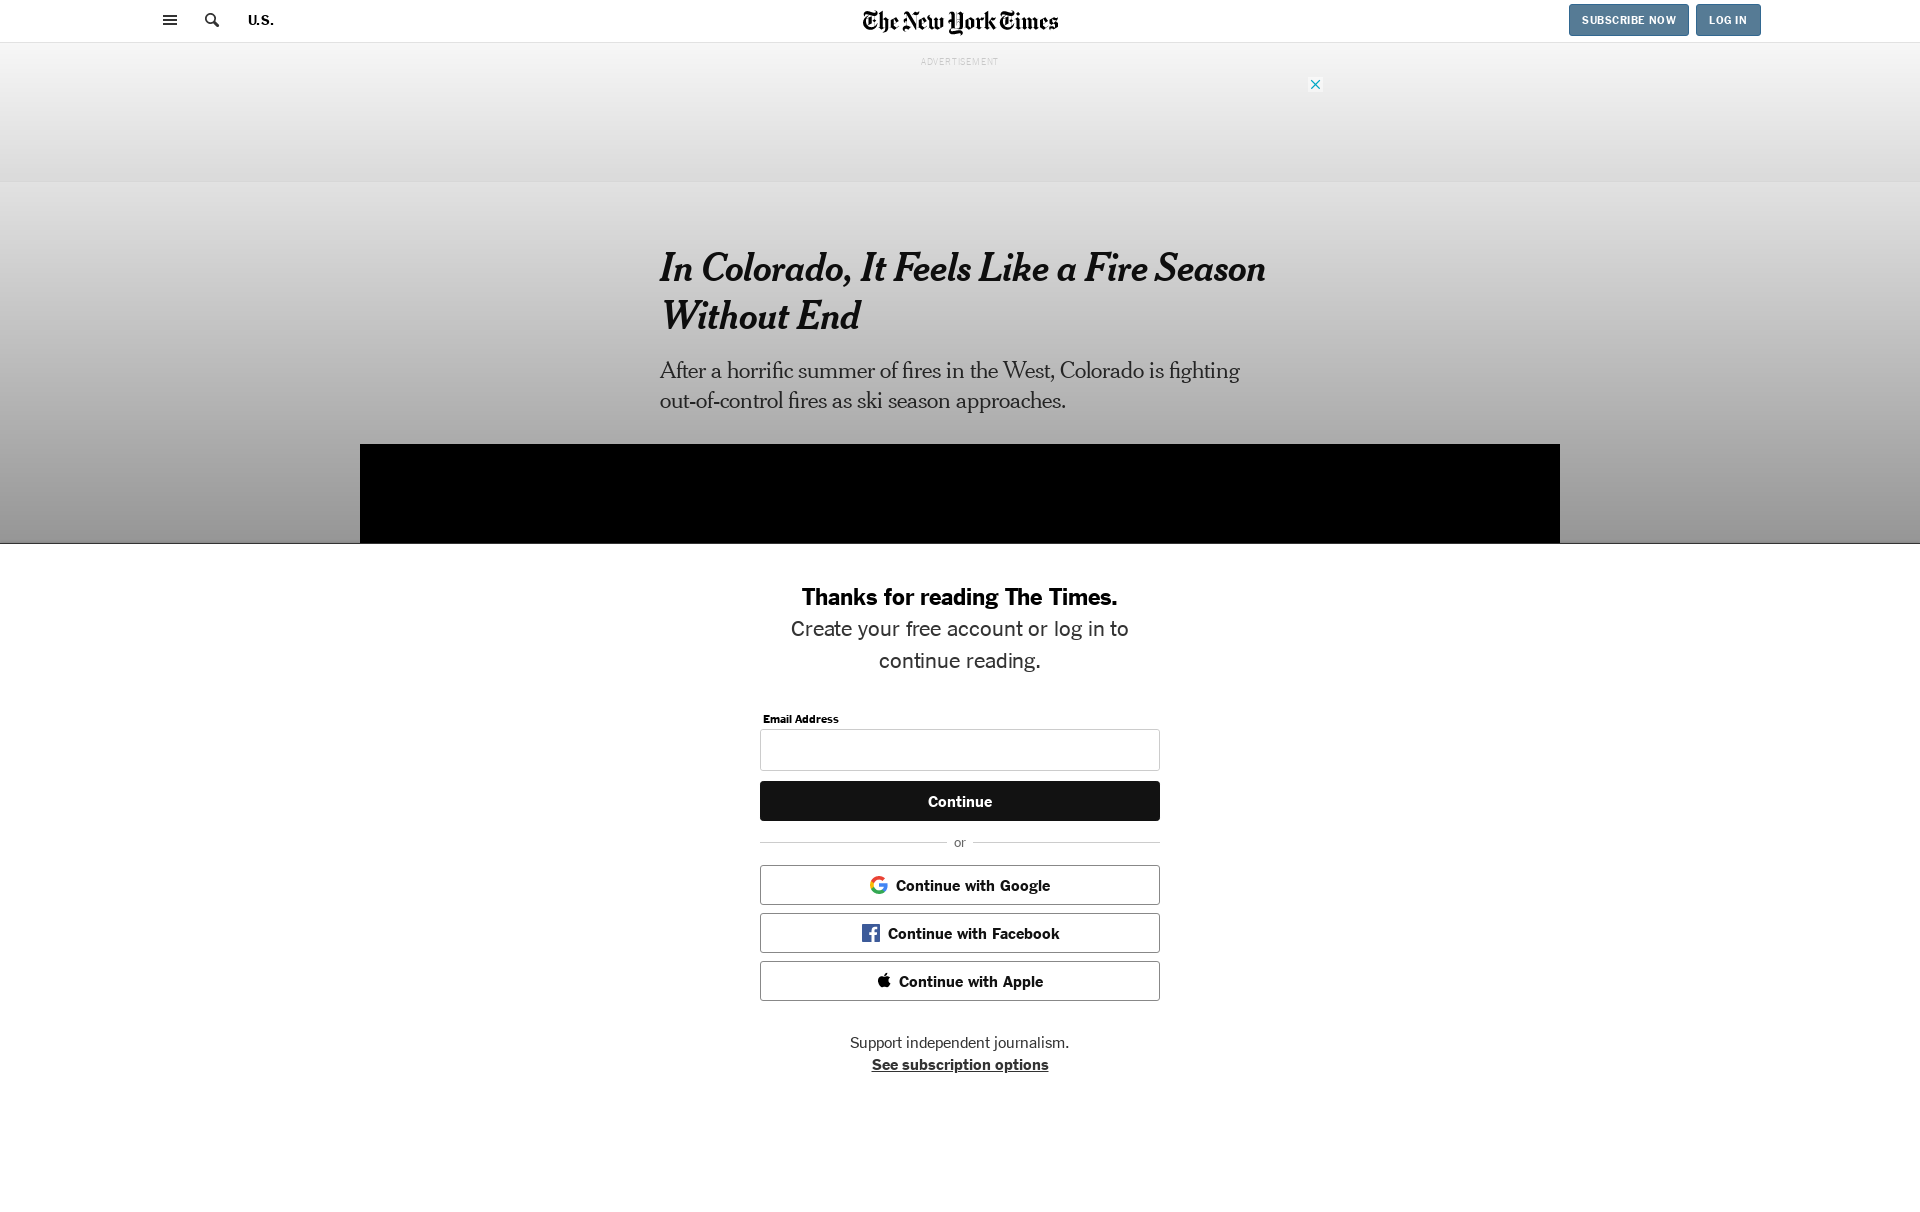 U.S.
The New York Times
SUBSCRIBE NOW
LOG IN
ADVERTISEMENT
In Colorado, It Feels Like a Fire Season
Without End
After a horrific summer of fires in the West, Colorado is fighting
out-of-control fires as ski season approaches.
Thanks for reading The Times.
Create your free account or log in to
continue reading.
Email Address
Continue
or
Continue with Google
Continue with Facebook
Continue with Apple
Support independent journalism.
See subscription options